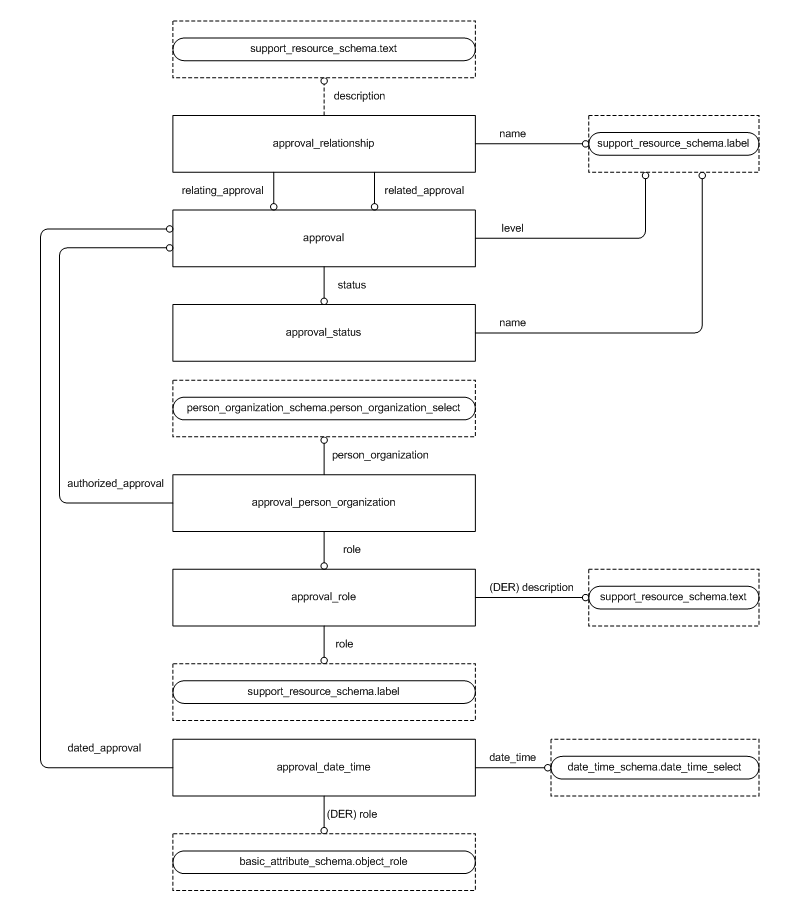 support_resource_schema.text
description
approval_relationship
name
support_resource_schema.label
relating_approval
related_approval
approval
level
status
approval_status
name
person_organization_schema.person_organization_select
person_organization
authorized_approval
approval_person_organization
role
approval_role
(DER) description
support_resource_schema.text
role
support_resource_schema.label
dated_approval
approval_date_time
date_time
date_time_schema.date_time_select
(DER) role
basic_attribute_schema.object_role